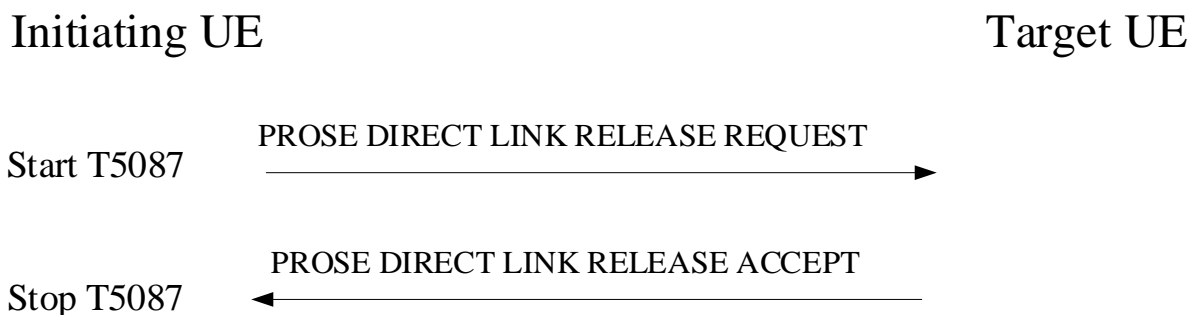 Initiating UE
Target UE
PROSE DIRECT LINK RELEASE REQUEST
Start T5087
PROSE DIRECT LINK RELEASE ACCEPT
Stop T5087